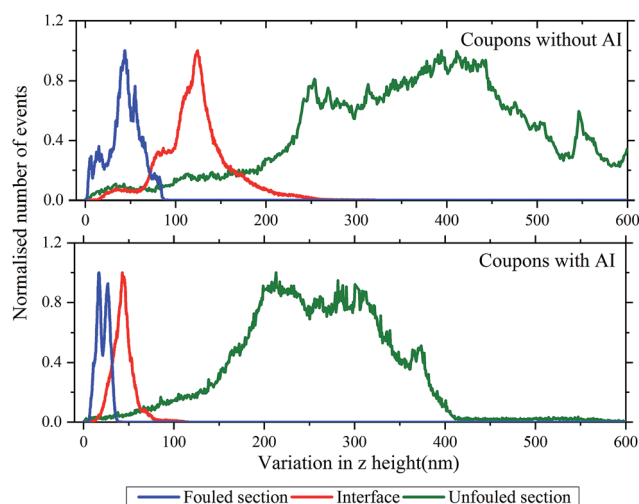 1.2
Coupons without AI
0.8
0.4
0.0
0 100 200 300 400 500 600
Normalised number of events
1.2
Coupons with AI
0.8
0.4
0.0
0 100 200 300 400 500 600
Variation in z height(nm)
Fouled section Interface Unfouled section